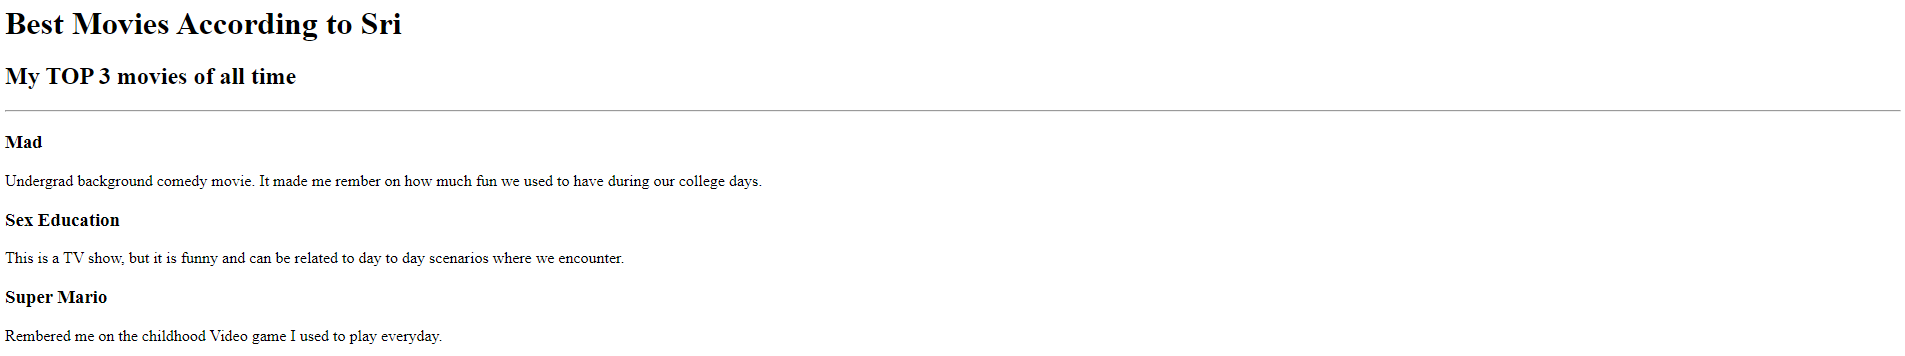 Best Movies According to Sri
My TOP 3 movies of all time
Mad
Undergrad background comedy movie. It made me rember on how much fun we used to have during our college days.
Sex Education
This is a TV show, but it is funny and can be related to day to day scenarios where we encounter.
Super Mario
Rembered me on the childhood Video game I used to play everyday.